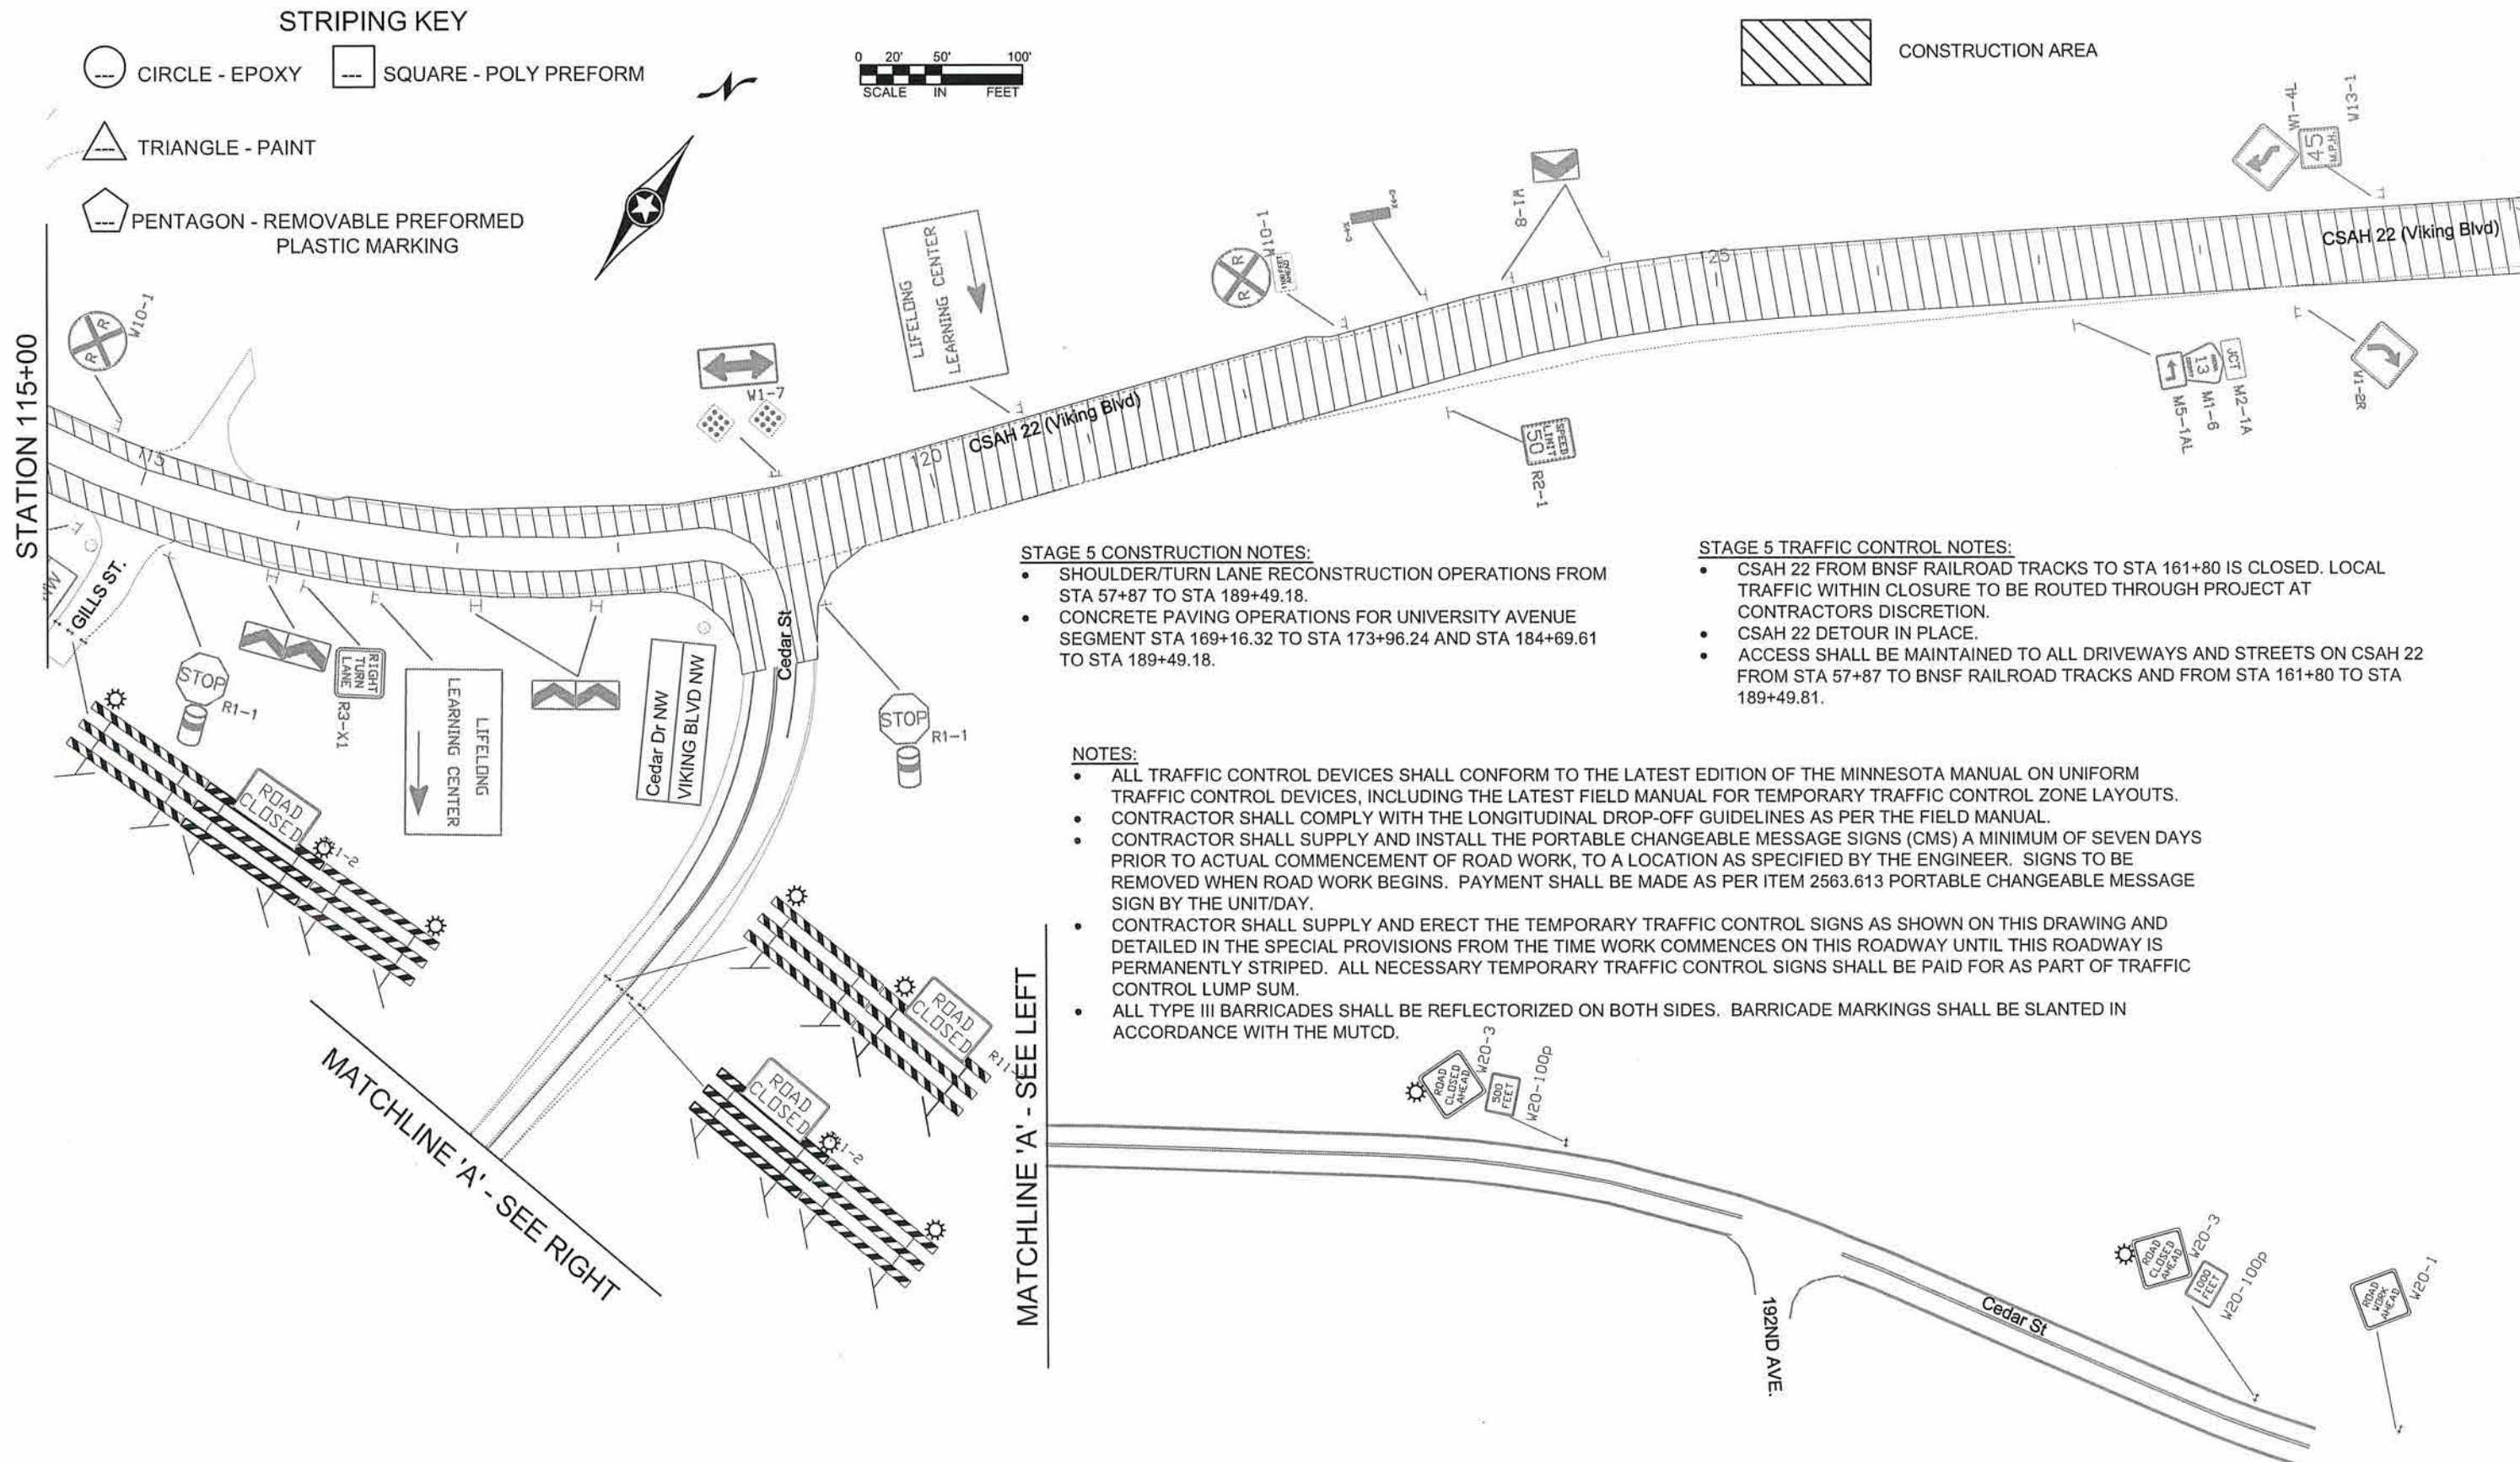 STRIPING KEY
CIRCLE - EPOXY
SQUARE - POLY PREFORM
TRIANGLE - PAINT
PENTAGON - REMOVABLE PREFORMED
PLASTIC MARKING
0 20' 50' 100'
SCALE IN FEET
CONSTRUCTION AREA
STATION 115+00
R R
W10-1
115
GILLS ST.
NW
W1-7
LIFELONG
LEARNING CENTER
120
CSAH 22 (Viking Blvd)
R R
W10-1
X4-2
W1-8
125
W1-4L
45
M.P.H.
W13-1
CSAH 22 (Viking Blvd)
SPEED
LIMIT
50
R2-1
JCT
13
M5-1AL
M1-6
M2-1A
W1-2R
STOP
R1-1
RIGHT
TURN
LANE
R3-X1
LIFELONG
LEARNING CENTER
Cedar Dr NW
VIKING BLVD NW
Cedar St
STOP
R1-1
ROAD
CLOSED
ROAD
CLOSED
ROAD
CLOSED
MATCHLINE 'A' - SEE RIGHT
STAGE 5 CONSTRUCTION NOTES:
• SHOULDER/TURN LANE RECONSTRUCTION OPERATIONS FROM
STA 57+87 TO STA 189+49.18.
• CONCRETE PAVING OPERATIONS FOR UNIVERSITY AVENUE
SEGMENT STA 169+16.32 TO STA 173+96.24 AND STA 184+69.61
TO STA 189+49.18.
STAGE 5 TRAFFIC CONTROL NOTES:
• CSAH 22 FROM BNSF RAILROAD TRACKS TO STA 161+80 IS CLOSED. LOCAL
TRAFFIC WITHIN CLOSURE TO BE ROUTED THROUGH PROJECT AT
CONTRACTORS DISCRETION.
• CSAH 22 DETOUR IN PLACE.
• ACCESS SHALL BE MAINTAINED TO ALL DRIVEWAYS AND STREETS ON CSAH 22
FROM STA 57+87 TO BNSF RAILROAD TRACKS AND FROM STA 161+80 TO STA
189+49.81.
NOTES:
• ALL TRAFFIC CONTROL DEVICES SHALL CONFORM TO THE LATEST EDITION OF THE MINNESOTA MANUAL ON UNIFORM
TRAFFIC CONTROL DEVICES, INCLUDING THE LATEST FIELD MANUAL FOR TEMPORARY TRAFFIC CONTROL ZONE LAYOUTS.
• CONTRACTOR SHALL COMPLY WITH THE LONGITUDINAL DROP-OFF GUIDELINES AS PER THE FIELD MANUAL.
• CONTRACTOR SHALL SUPPLY AND INSTALL THE PORTABLE CHANGEABLE MESSAGE SIGNS (CMS) A MINIMUM OF SEVEN DAYS
PRIOR TO ACTUAL COMMENCEMENT OF ROAD WORK, TO A LOCATION AS SPECIFIED BY THE ENGINEER. SIGNS TO BE
REMOVED WHEN ROAD WORK BEGINS. PAYMENT SHALL BE MADE AS PER ITEM 2563.613 PORTABLE CHANGEABLE MESSAGE
SIGN BY THE UNIT/DAY.
• CONTRACTOR SHALL SUPPLY AND ERECT THE TEMPORARY TRAFFIC CONTROL SIGNS AS SHOWN ON THIS DRAWING AND
DETAILED IN THE SPECIAL PROVISIONS FROM THE TIME WORK COMMENCES ON THIS ROADWAY UNTIL THIS ROADWAY IS
PERMANENTLY STRIPED. ALL NECESSARY TEMPORARY TRAFFIC CONTROL SIGNS SHALL BE PAID FOR AS PART OF TRAFFIC
CONTROL LUMP SUM.
• ALL TYPE III BARRICADES SHALL BE REFLECTORIZED ON BOTH SIDES. BARRICADE MARKINGS SHALL BE SLANTED IN
ACCORDANCE WITH THE MUTCD.
MATCHLINE 'A' - SEE LEFT
ROAD
CLOSED
AHEAD
W20-3
500
FEET
W20-100p
192ND AVE.
Cedar St
ROAD
CLOSED
AHEAD
W20-3
1000
FEET
W20-100p
ROAD
WORK
AHEAD
W20-1